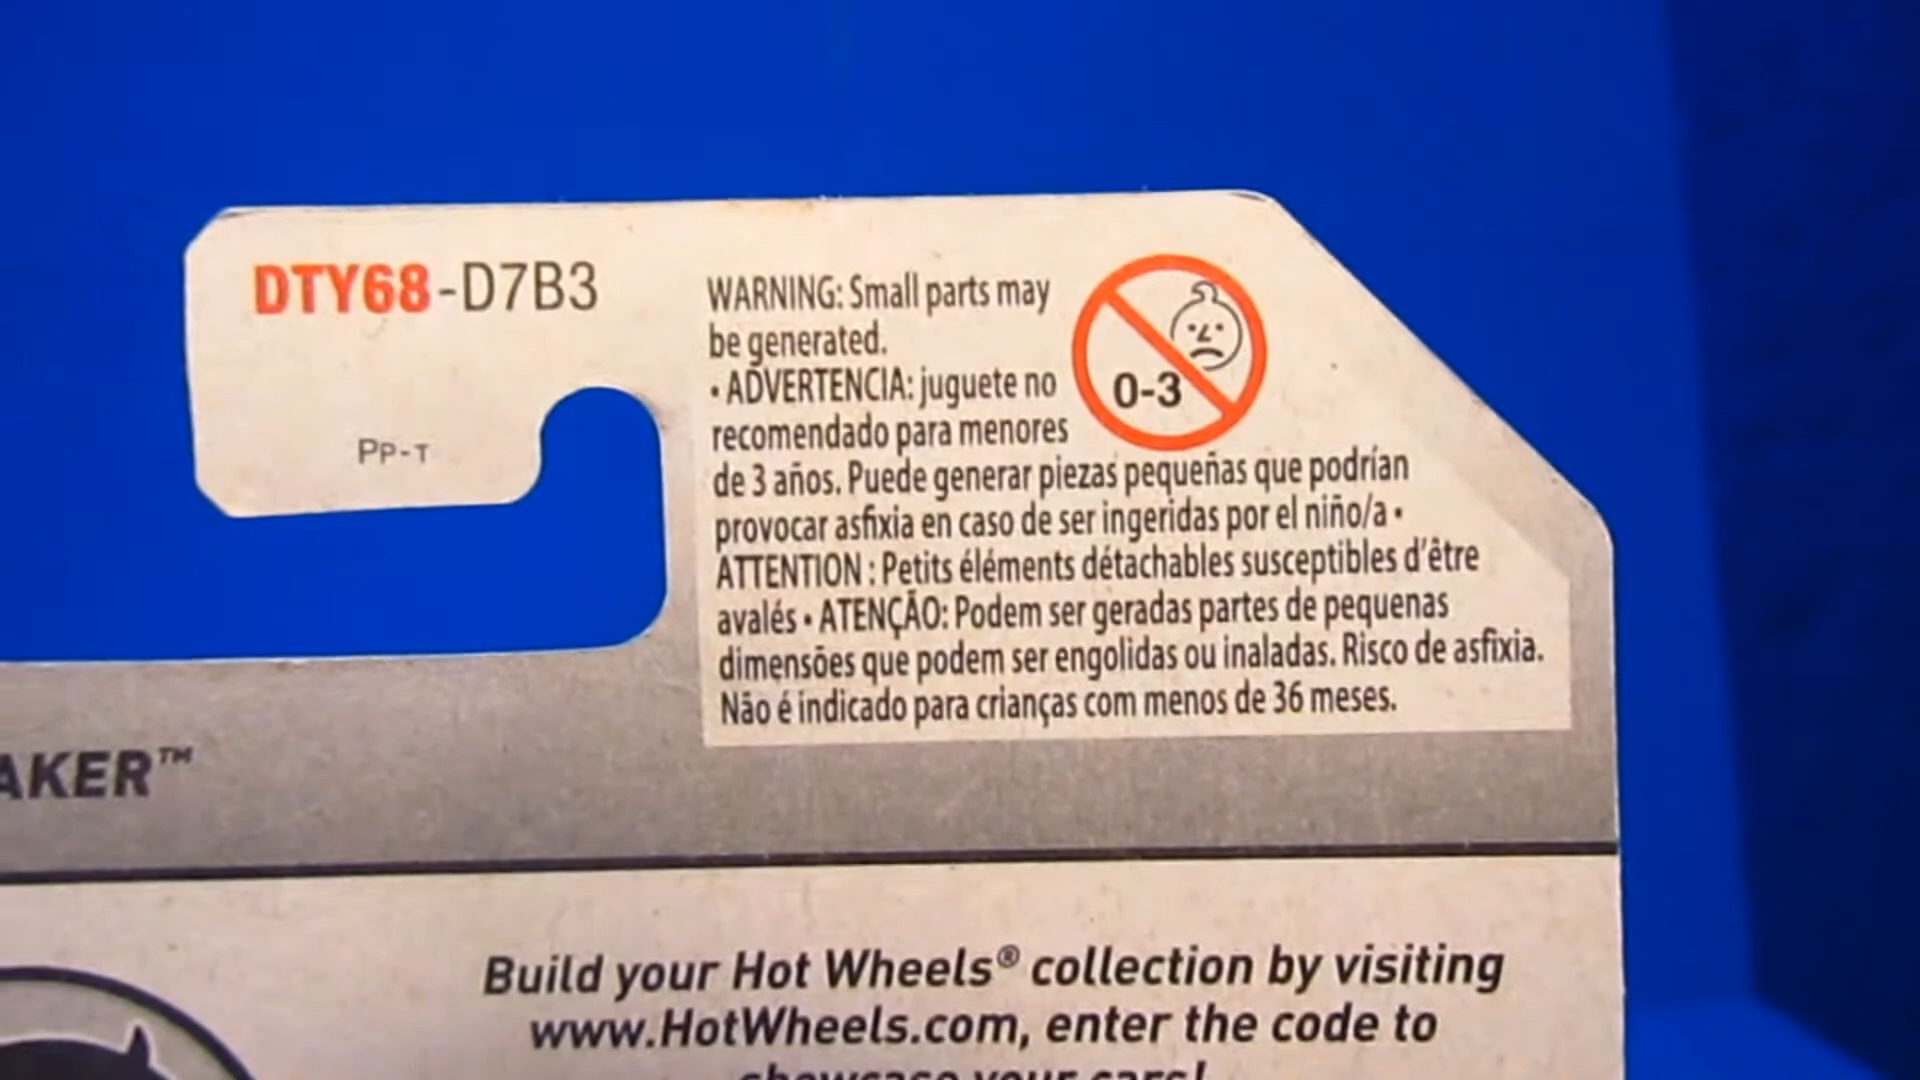 DTY68-D7B3
PP-T
WARNING: Small parts may
be generated.
• ADVERTENCIA: juguete no
recomendado para menores
de 3 años. Puede generar piezas pequeñas que podrían
provocar asfixia en caso de ser ingeridas por el niño/a •
ATTENTION : Petits éléments détachables susceptibles d'être
avalés • ATENÇÃO: Podem ser geradas partes de pequenas
dimensões que podem ser engolidas ou inaladas. Risco de asfixia.
Não é indicado para crianças com menos de 36 meses.
0-3
AKER™
Build your Hot Wheels® collection by visiting
www.HotWheels.com, enter the code to
showcase your cars!